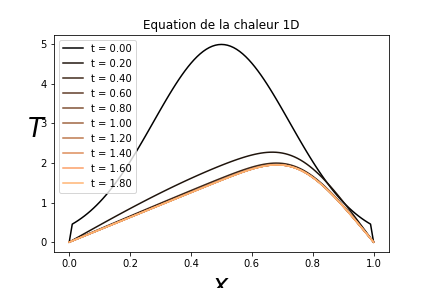 Equation de la chaleur 1D
5
4
3
2
1
0
T
t = 0.00
t = 0.20
t = 0.40
t = 0.60
t = 0.80
t = 1.00
t = 1.20
t = 1.40
t = 1.60
t = 1.80
0.0 0.2 0.4 0.6 0.8 1.0
x